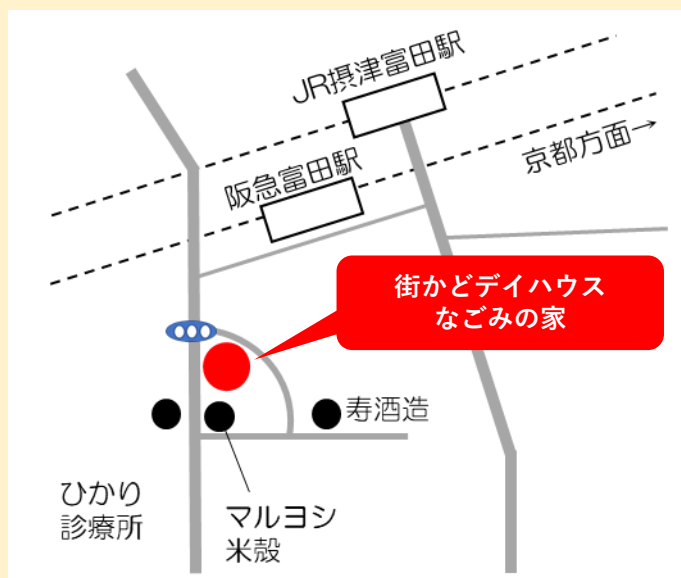 JR摂津富田駅
京都方面→
阪急富田駅
街かどデイハウス
なごみの家
寿酒造
ひかり
診療所
マルヨシ
米殻